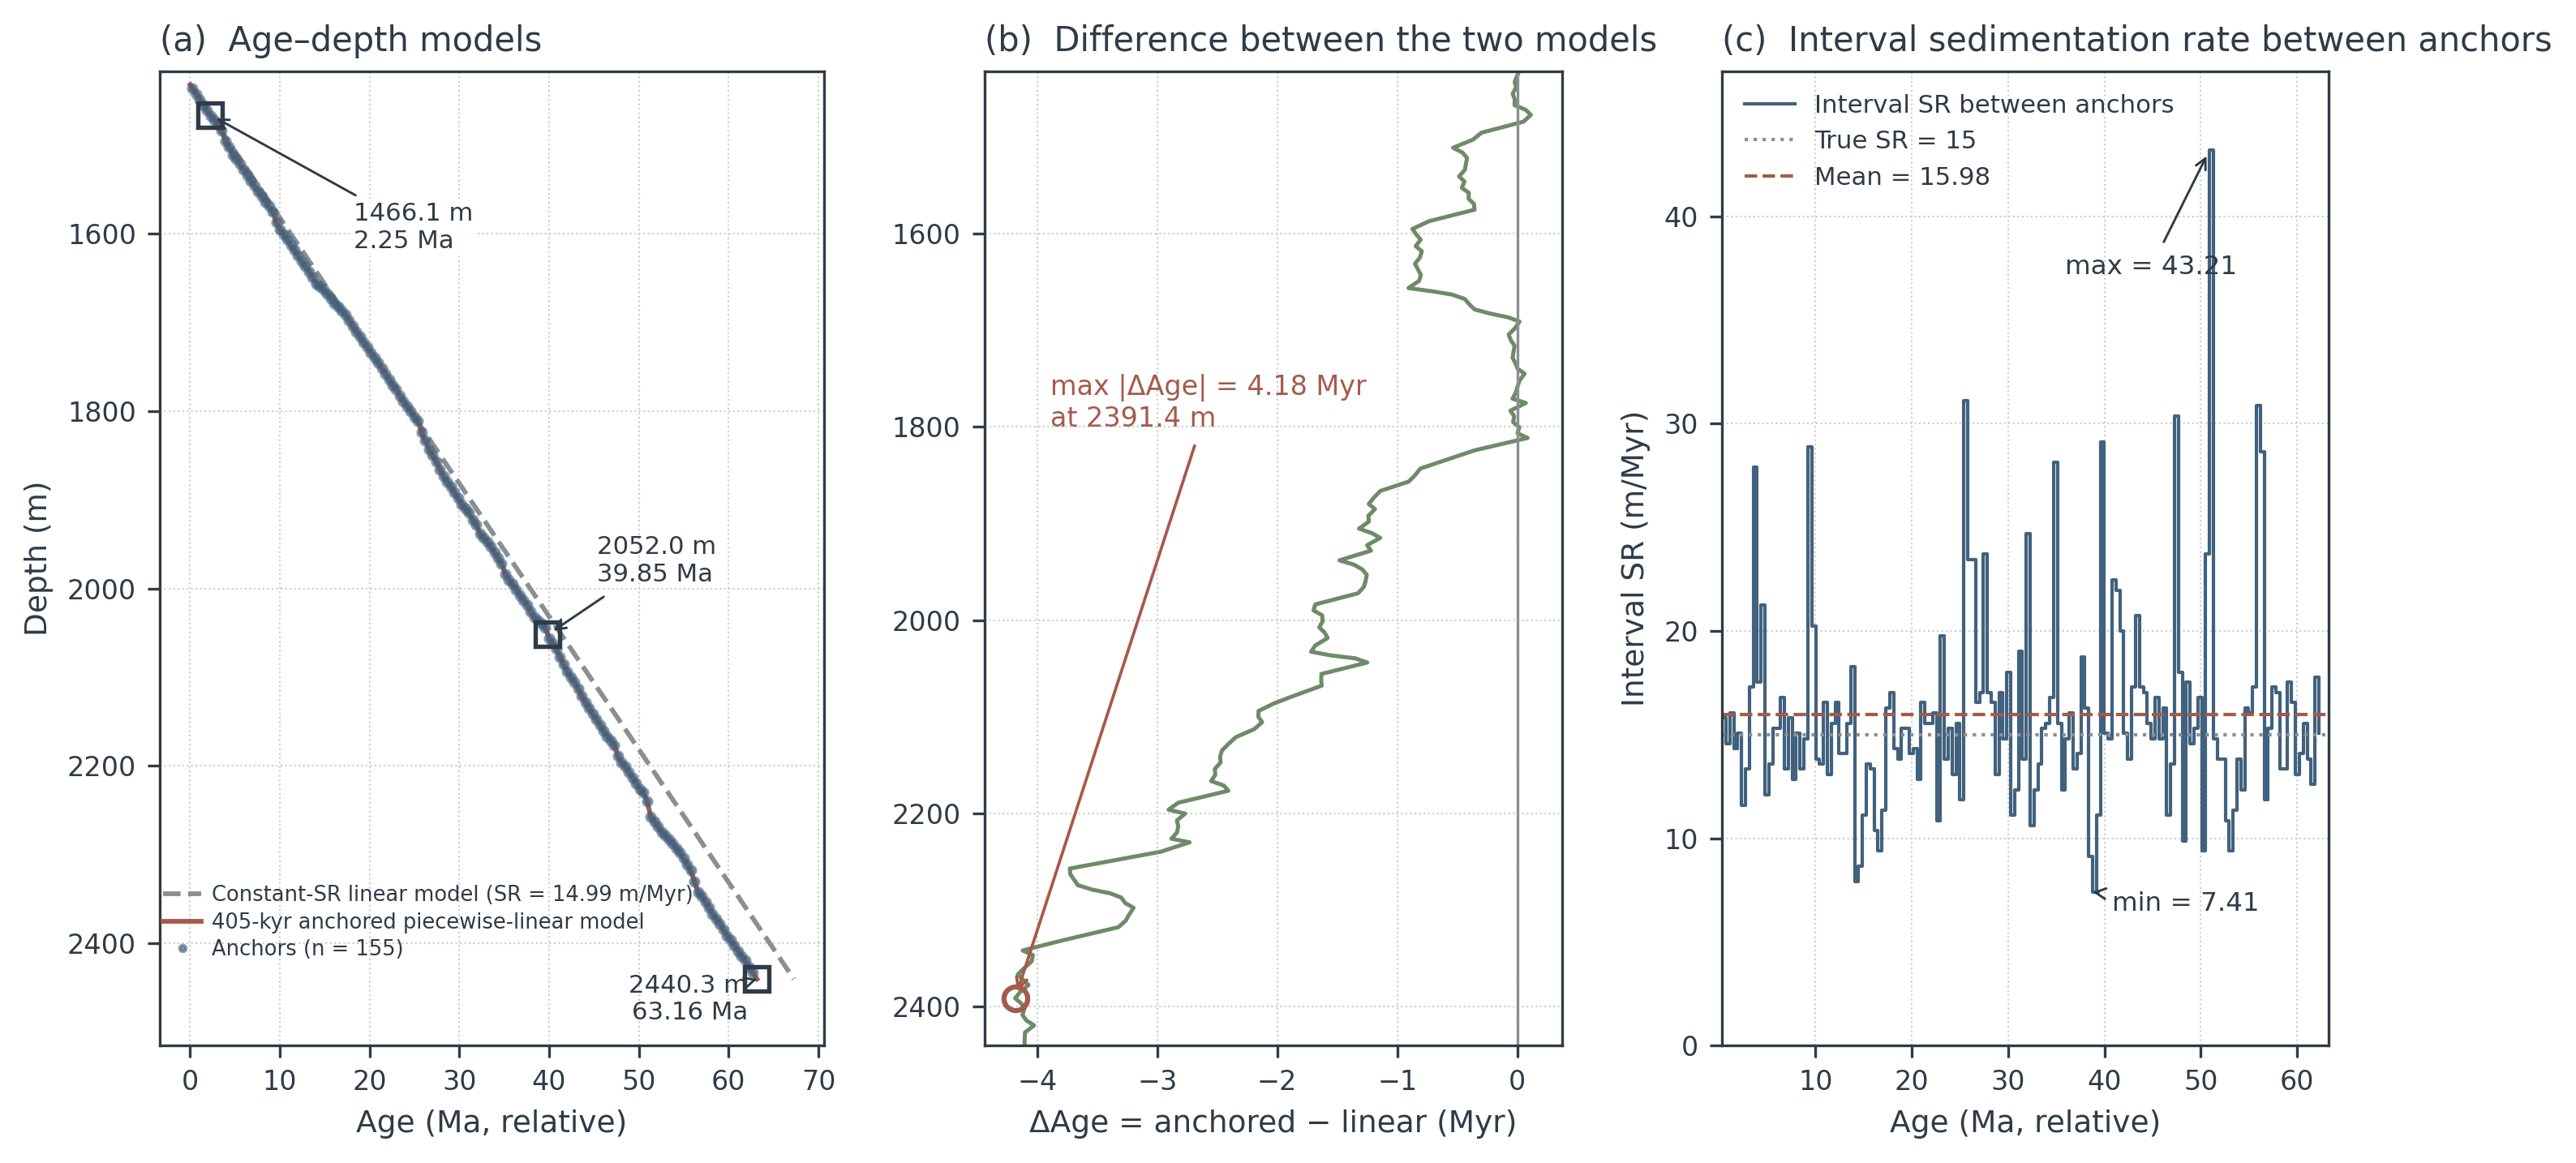 (a)  Age–depth models
Depth (m)
1600
1800
2000
2200
2400
1466.1 m
2.25 Ma
2052.0 m
39.85 Ma
2440.3 m
63.16 Ma
Constant-SR linear model (SR = 14.99 m/Myr)
405-kyr anchored piecewise-linear model
Anchors (n = 155)
0 10 20 30 40 50 60 70
Age (Ma, relative)
(b)  Difference between the two models
1600
1800
2000
2200
2400
max |ΔAge| = 4.18 Myr
at 2391.4 m
−4 −3 −2 −1 0
ΔAge = anchored − linear (Myr)
(c)  Interval sedimentation rate between anchors
Interval SR (m/Myr)
40
30
20
10
0
Interval SR between anchors
True SR = 15
Mean = 15.98
max = 43.21
min = 7.41
10 20 30 40 50 60
Age (Ma, relative)